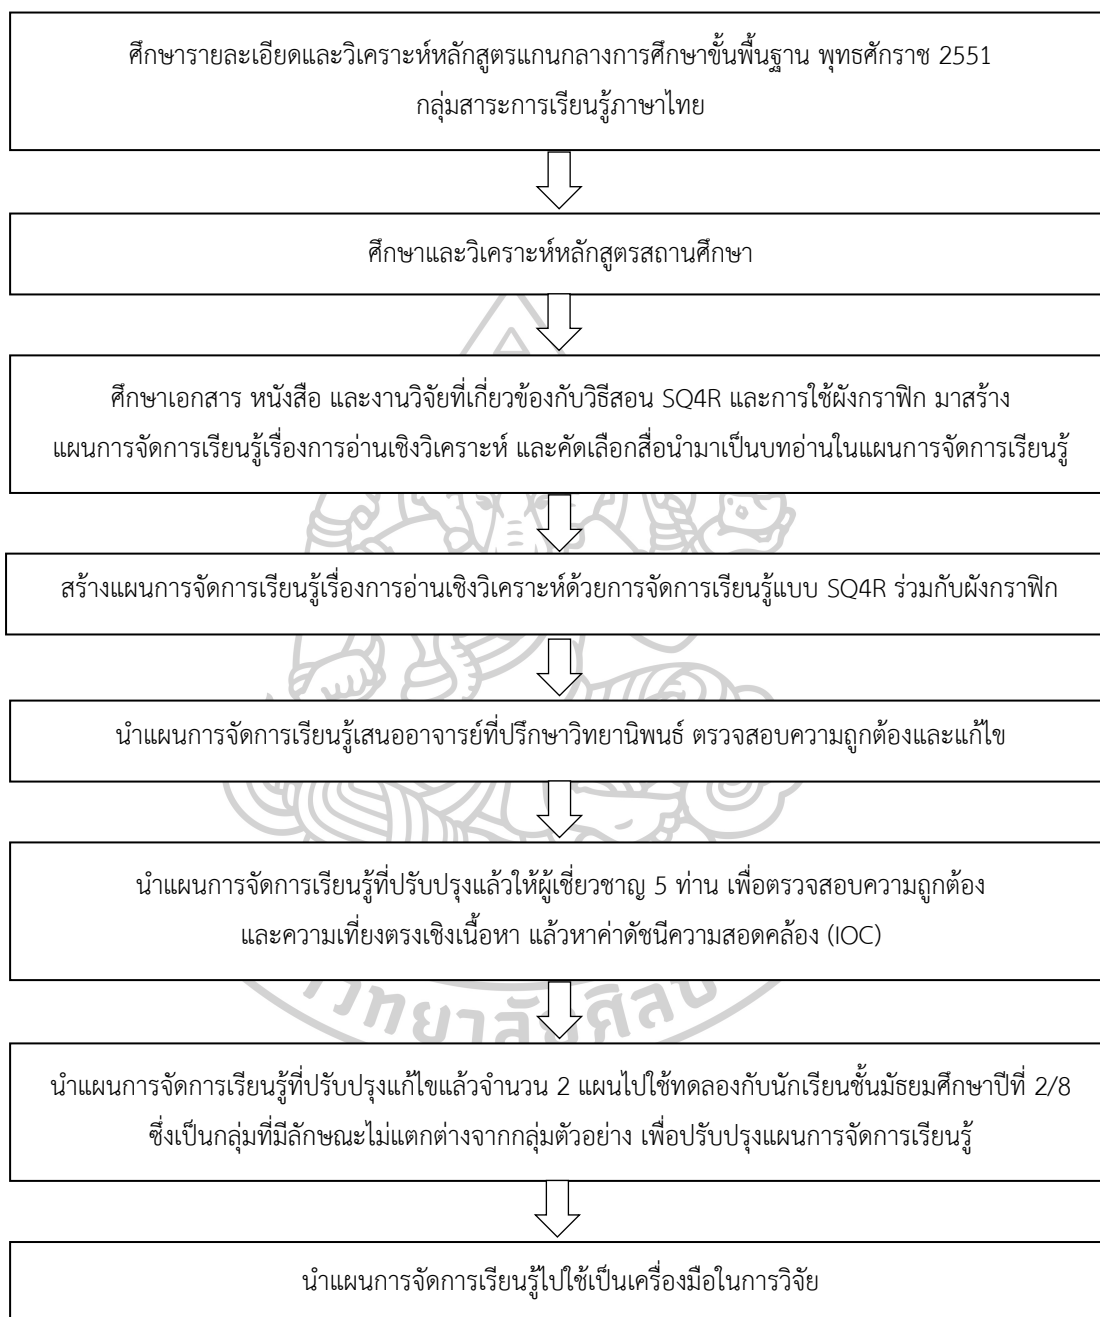 ศึกษารายละเอียดและวิเคราะห์หลักสูตรแกนกลางการศึกษาขั้นพื้นฐาน พุทธศักราช 2551
กลุ่มสาระการเรียนรู้ภาษาไทย
ศึกษาและวิเคราะห์หลักสูตรสถานศึกษา
ศึกษาเอกสาร หนังสือ และงานวิจัยที่เกี่ยวข้องกับวิธีสอน SQ4R และการใช้ผังกราฟิก มาสร้าง
แผนการจัดการเรียนรู้เรื่องการอ่านเชิงวิเคราะห์ และคัดเลือกสื่อนำมาเป็นบทอ่านในแผนการจัดการเรียนรู้
สร้างแผนการจัดการเรียนรู้เรื่องการอ่านเชิงวิเคราะห์ด้วยการจัดการเรียนรู้แบบ SQ4R ร่วมกับผังกราฟิก
นำแผนการจัดการเรียนรู้เสนออาจารย์ที่ปรึกษาวิทยานิพนธ์ ตรวจสอบความถูกต้องและแก้ไข
นำแผนการจัดการเรียนรู้ที่ปรับปรุงแล้วให้ผู้เชี่ยวชาญ 5 ท่าน เพื่อตรวจสอบความถูกต้อง
และความเที่ยงตรงเชิงเนื้อหา แล้วหาค่าดัชนีความสอดคล้อง (IOC)
นำแผนการจัดการเรียนรู้ที่ปรับปรุงแก้ไขแล้วจำนวน 2 แผนไปใช้ทดลองกับนักเรียนชั้นมัธยมศึกษาปีที่ 2/8
ซึ่งเป็นกลุ่มที่มีลักษณะไม่แตกต่างจากกลุ่มตัวอย่าง เพื่อปรับปรุงแผนการจัดการเรียนรู้
นำแผนการจัดการเรียนรู้ไปใช้เป็นเครื่องมือในการวิจัย